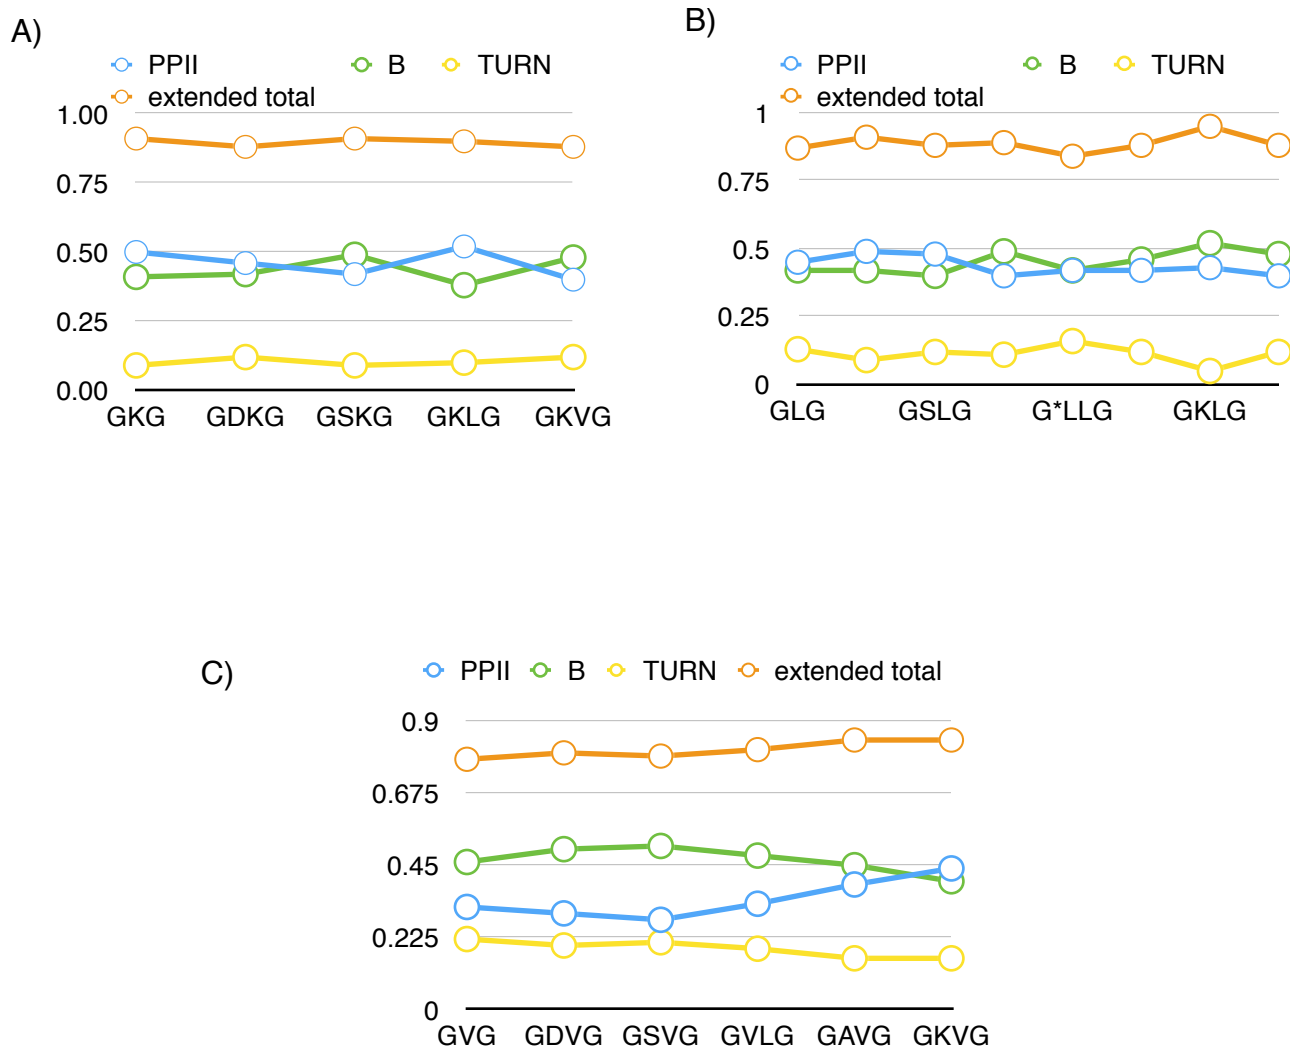 A)
PPII B TURN
extended total
1.00
0.75
0.50
0.25
0.00
GKG GDKG GSKG GKLG GKVG
B)
PPII B TURN
extended total
1
0.75
0.5
0.25
0
GLG GSLG G*LLG GKLG
C)
PPII B TURN extended total
0.9
0.675
0.45
0.225
0
GVG GDVG GSVG GVLG GAVG GKVG